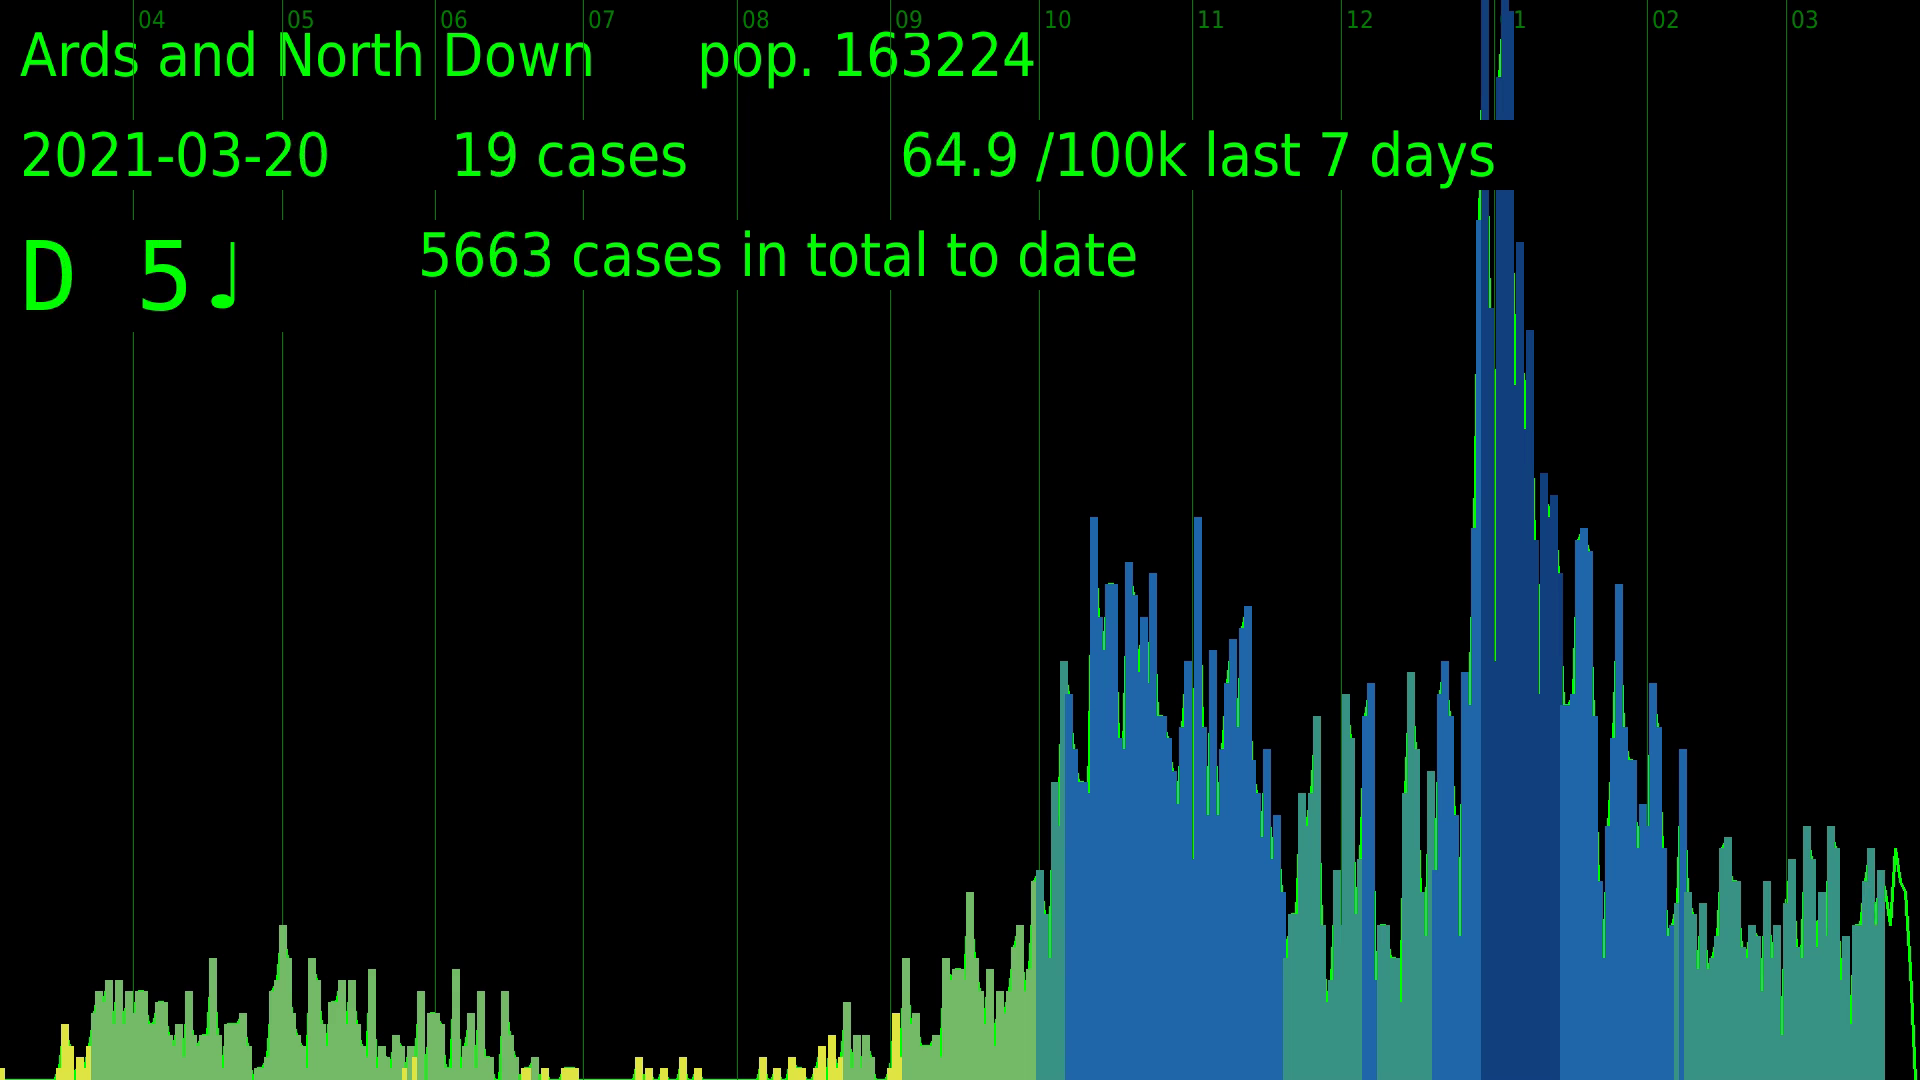 04 05 06 07 08 09 10 11 12 01 02 03
Ards and North Down pop. 163224
2021-03-20 19 cases 64.9 /100k last 7 days
D 5♩ 5663 cases in total to date